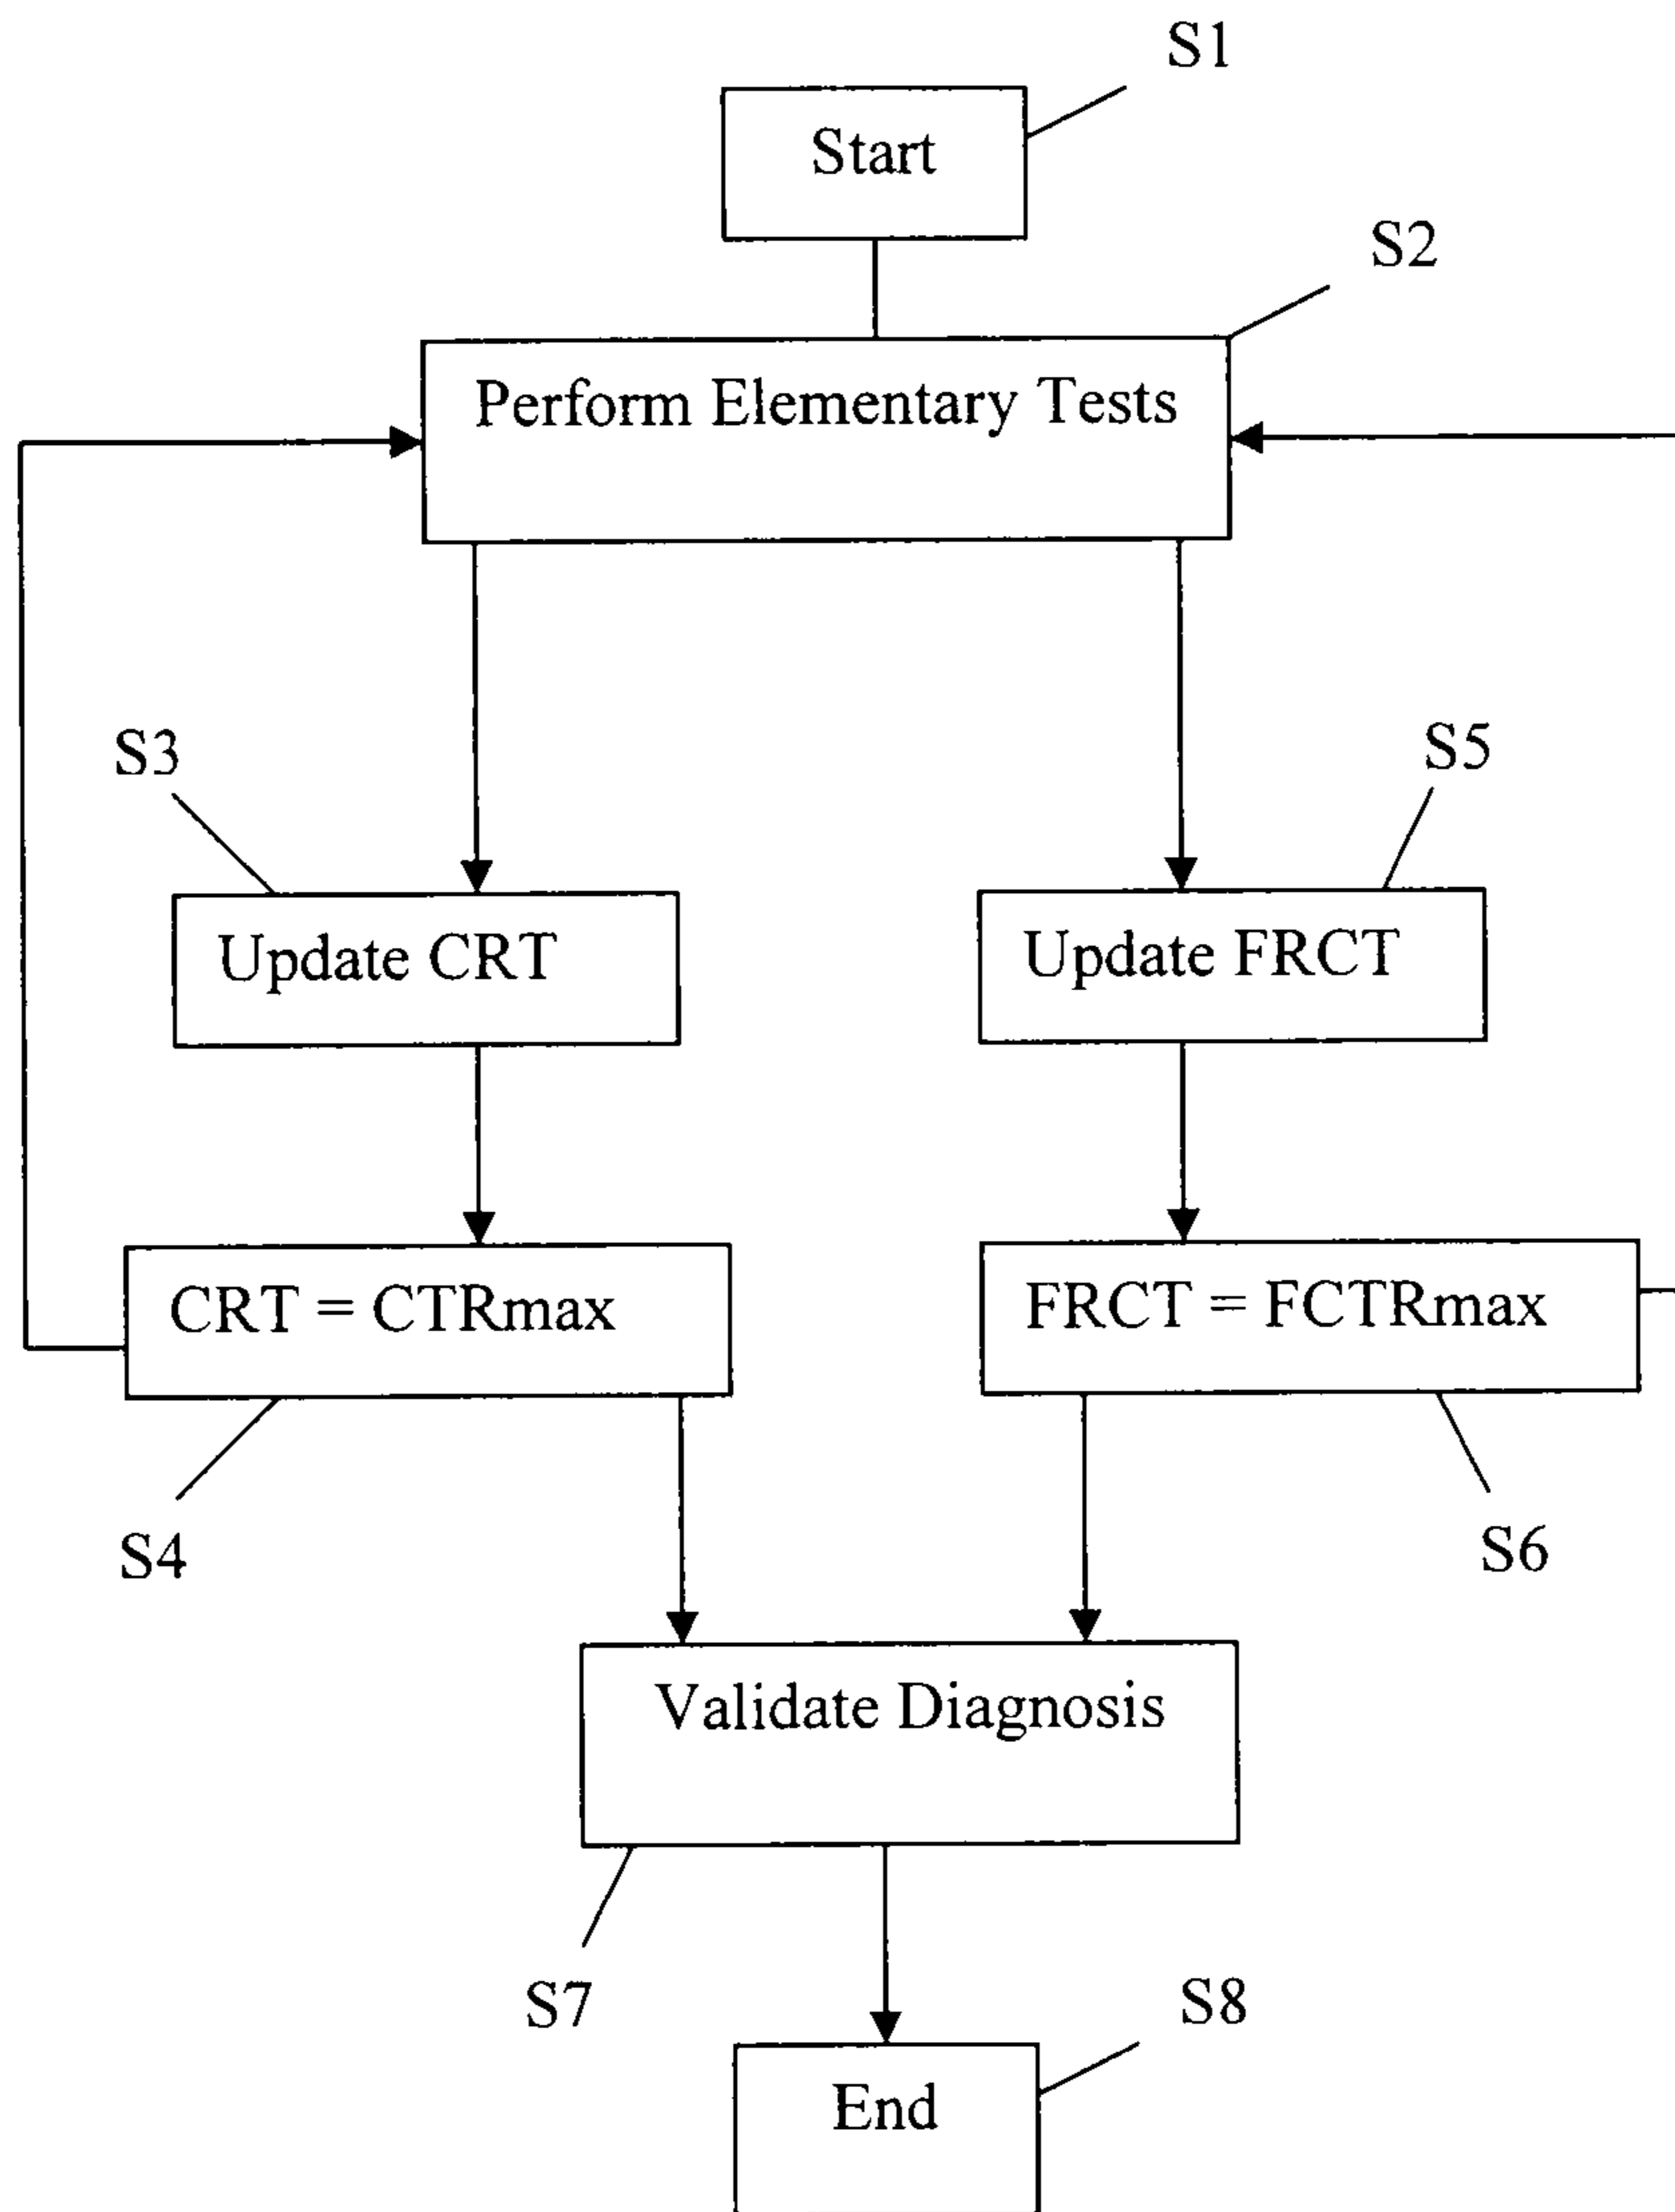 S1
Start
S2
Perform Elementary Tests
S3
S5
Update CRT
Update FRCT
CRT = CTRmax
FRCT = FCTRmax
S4
S6
Validate Diagnosis
S7
S8
End